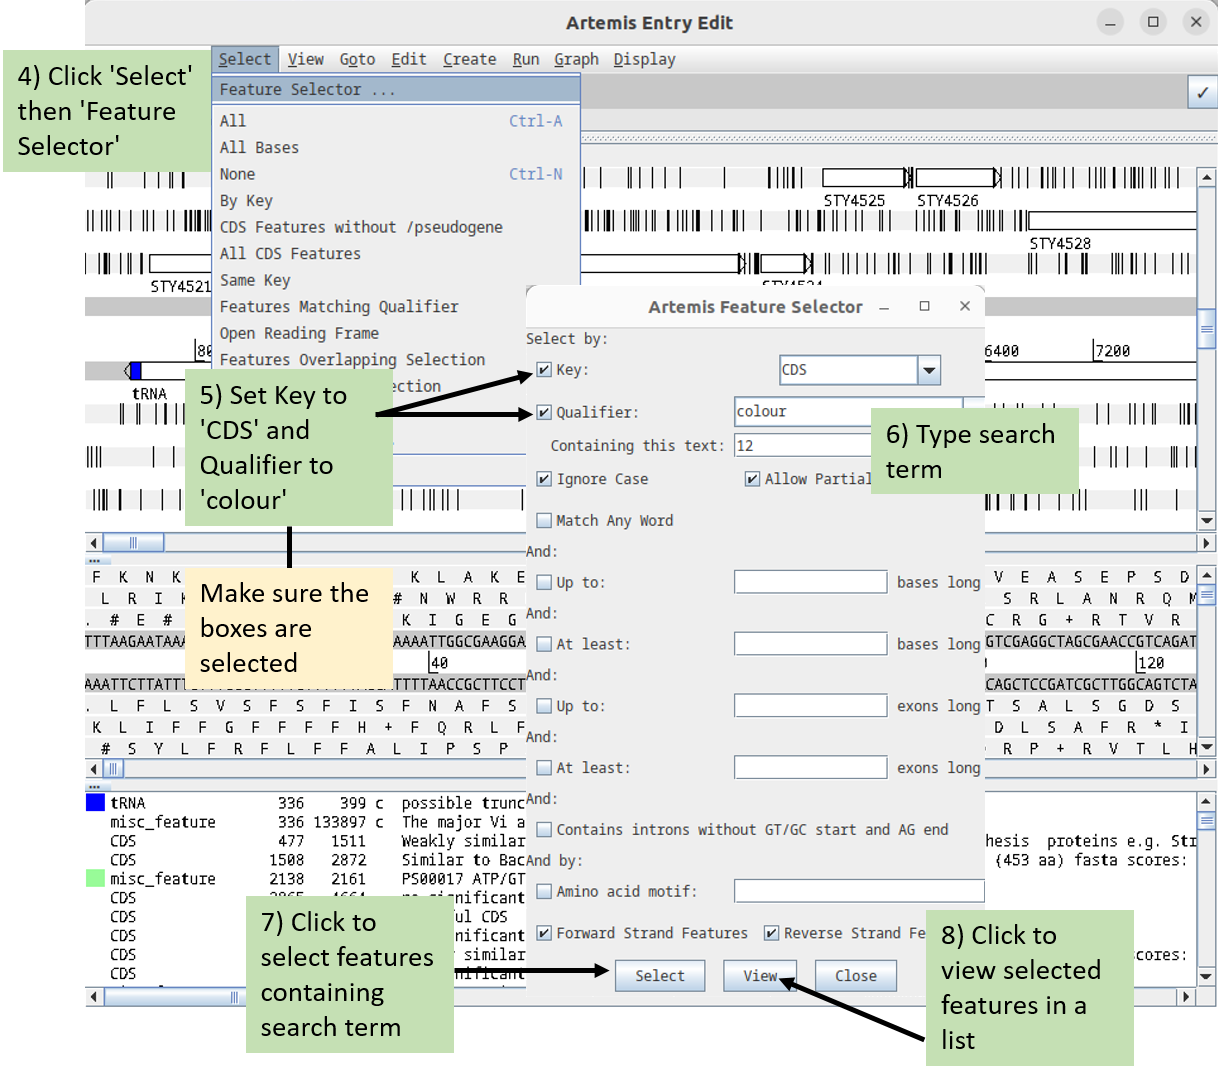 Artemis Entry Edit
4) Click 'Select'
then 'Feature
Selector'
Select View Goto Edit Create Run Graph Display
Feature Selector ...
All Ctrl-A
All Bases
None Ctrl-N
By Key
CDS Features without /pseudogene
All CDS Features
Same Key
Features Matching Qualifier
Open Reading Frame
Features Overlapping Selection
ection
STY4525 STY4526
STY4528
STY4521
6400 7200
tRNA
5) Set Key to
'CDS' and
Qualifier to
'colour'
Make sure the
boxes are
selected
Artemis Feature Selector
Select by:
Key: CDS
Qualifier: colour
Containing this text: 12
6) Type search
term
Ignore Case Allow Partial
Match Any Word
And:
Up to: bases long
And:
At least: bases long
And:
Up to: exons long
And:
At least: exons long
And:
Contains introns without GT/GC start and AG end
And by:
Amino acid motif:
Forward Strand Features Reverse Strand Fe
Select View Close
7) Click to
select features
containing
search term
8) Click to
view selected
features in a
list
F K N K K L A K E V E A S E P S D
L R I K # N W R R S R L A N R Q M
. # E # K I G E G C R G + R T V R
TTTAAGAATAAA AAAATTGGCGAAGGA GTCGAGGCTAGCGAACCGTCAGAT
40 120
AAATTCTTATTT TTTTAACCGCTTCCT CAGCTCCGATCGCTTGGCAGTCTA
. L F L S V S F S F I S F N A F S T S A L S G D S
K L I F F G F F F F H + F Q R L F D L S A F R * I
# S Y L F R F L F F A L I P S P R P + R V T L H
tRNA 336 399 c possible trunc
misc_feature 336 133897 c The major Vi a
CDS 477 1511 Weakly similar hesis proteins e.g. Str
CDS 1508 2872 Similar to Bac (453 aa) fasta scores:
misc_feature 2138 2161 PS00017 ATP/GT
CDS
CDS ul CDS
CDS nificant
CDS similar cores:
CDS